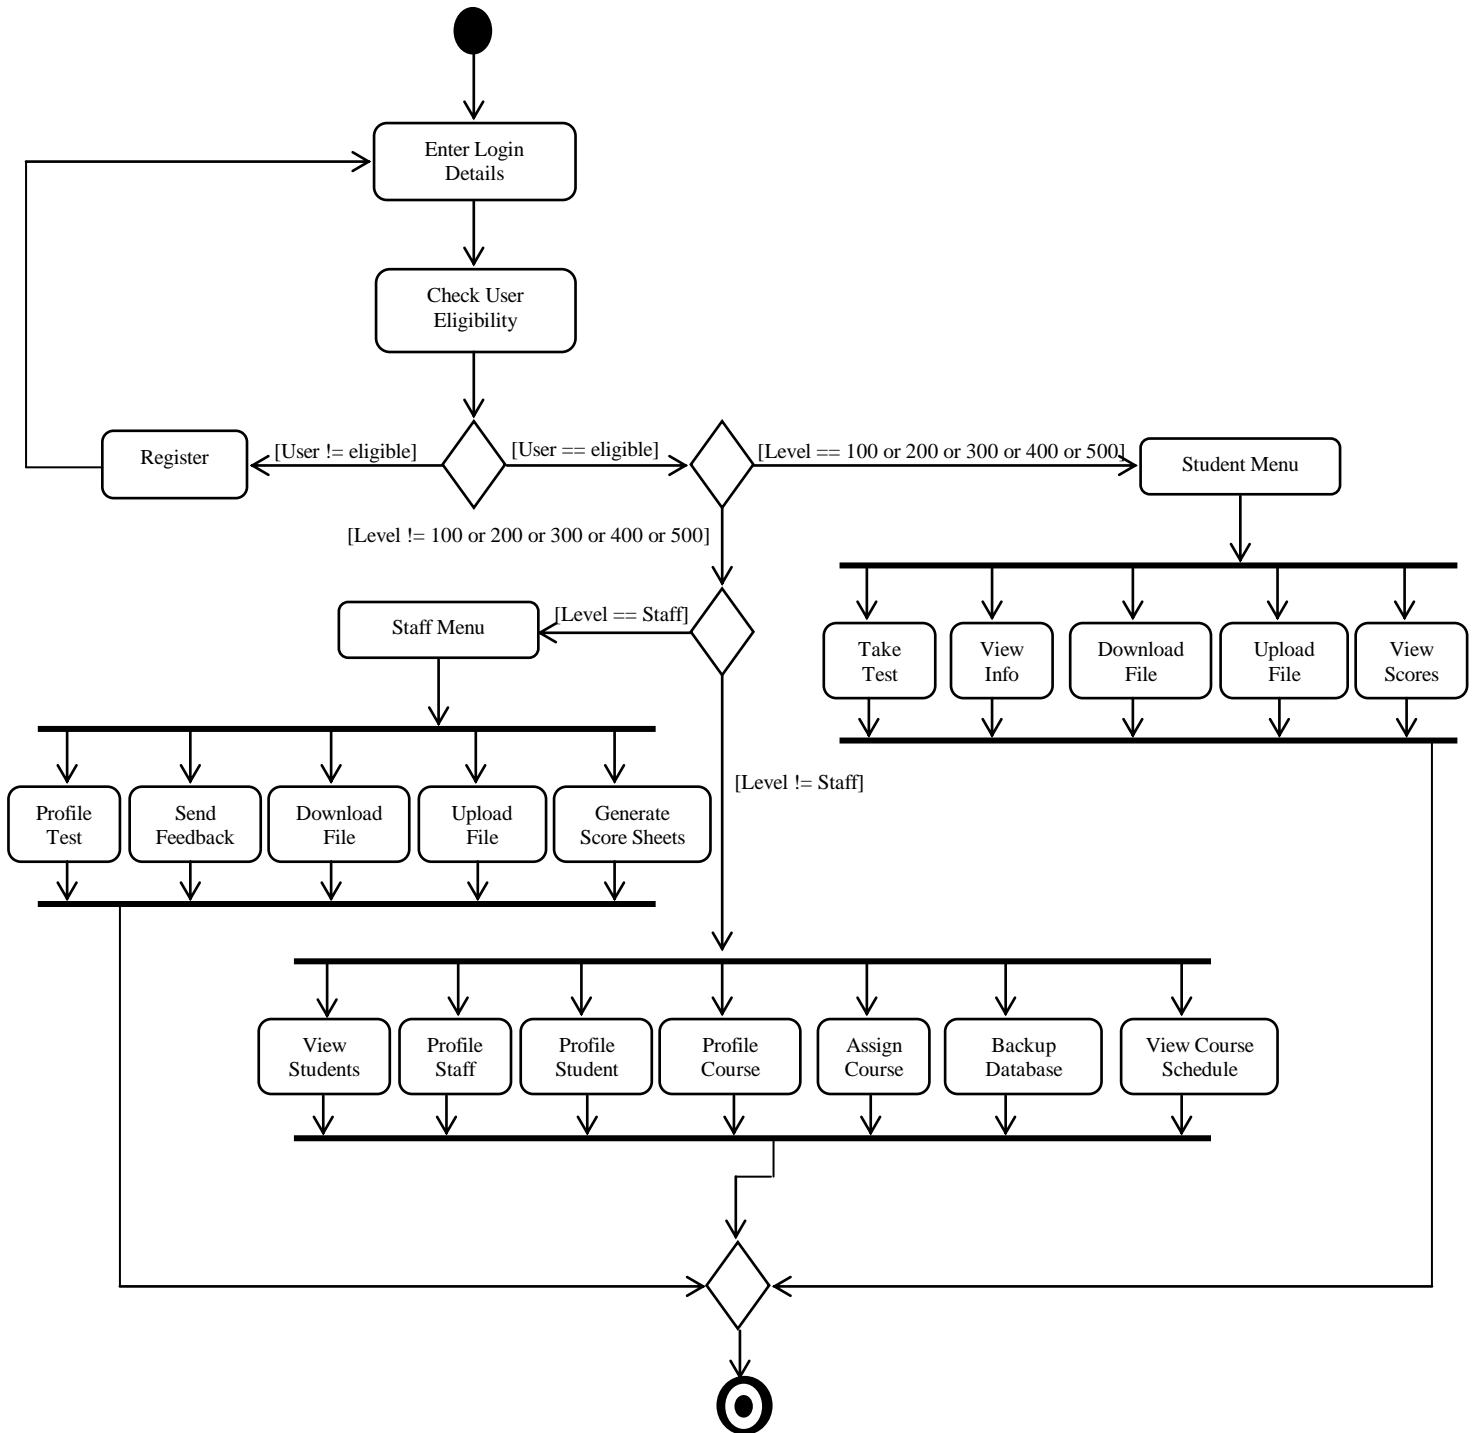 Enter Login
Details
Check User
Eligibility
Register
[User != eligible]
[User == eligible]
[Level == 100 or 200 or 300 or 400 or 500]
Student Menu
[Level != 100 or 200 or 300 or 400 or 500]
Staff Menu
[Level == Staff]
Take
Test
View
Info
Download
File
Upload
File
View
Scores
[Level != Staff]
Profile
Test
Send
Feedback
Download
File
Upload
File
Generate
Score Sheets
View
Students
Profile
Staff
Profile
Student
Profile
Course
Assign
Course
Backup
Database
View Course
Schedule